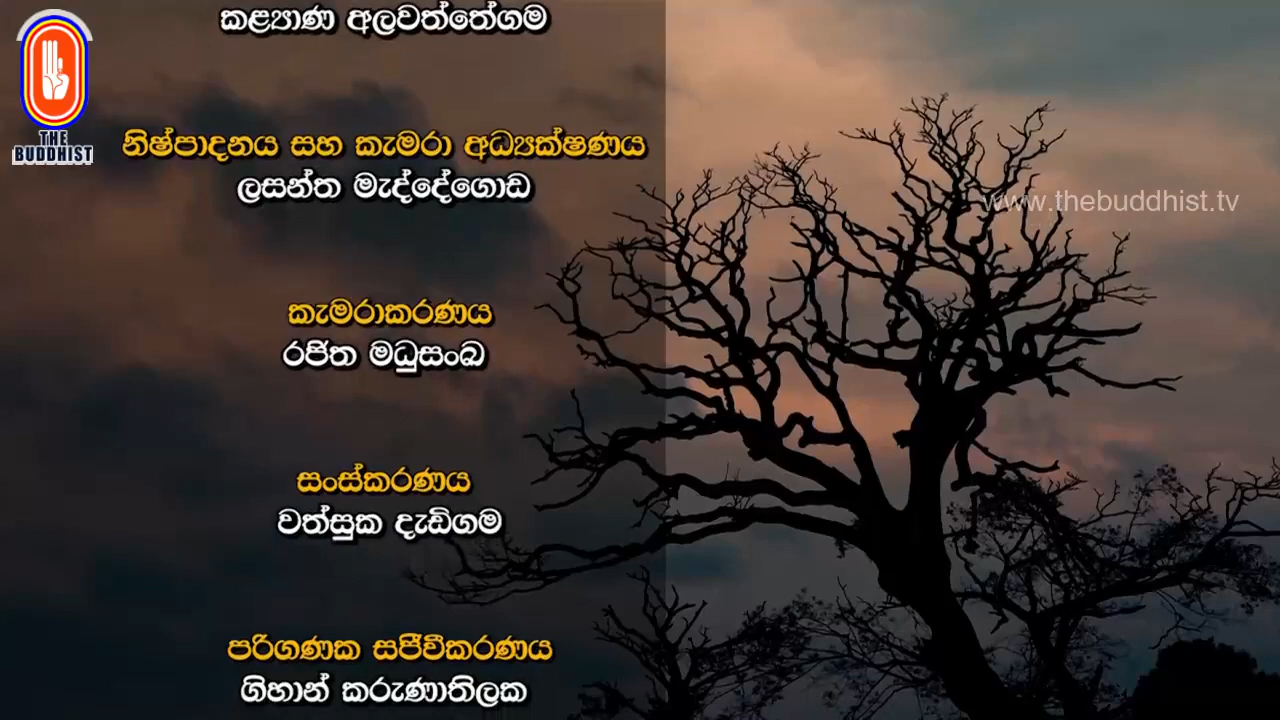 කළ්‍යාණ අලවත්තේගම
THE
BUDDHIST
නිෂ්පාදනය සහ කැමරා අධ්‍යක්ෂණය
ලසන්ත මැද්දේගොඩ
www.thebuddhist.tv
කැමරාකරණය
රජිත මධුසංඛ
සංස්කරණය
වත්සුක දැඩිගම
පරිගණක සජීවීකරණය
ගිහාන් කරුණාතිලක